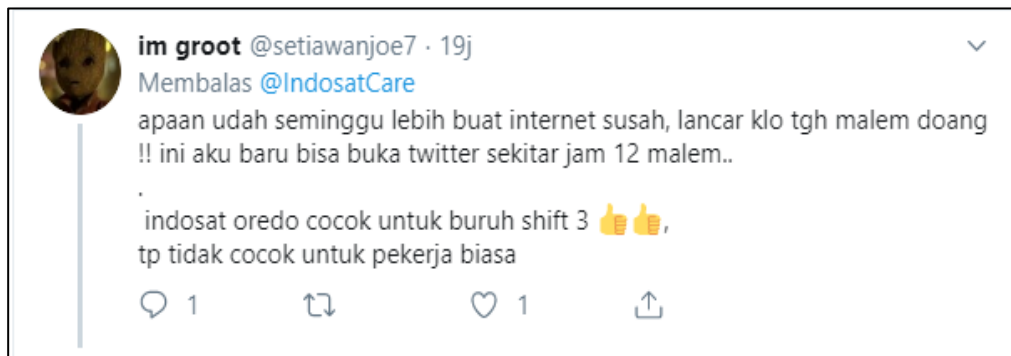 im groot @setiawanjoe7 · 19j
Membalas @IndosatCare
apaan udah seminggu lebih buat internet susah, lancar klo tgh malem doang
!! ini aku baru bisa buka twitter sekitar jam 12 malem..
.
indosat oredo cocok untuk buruh shift 3 👍👍,
tp tidak cocok untuk pekerja biasa
1 1